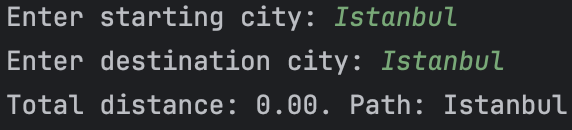 Enter starting city: Istanbul
Enter destination city: Istanbul
Total distance: 0.00. Path: Istanbul